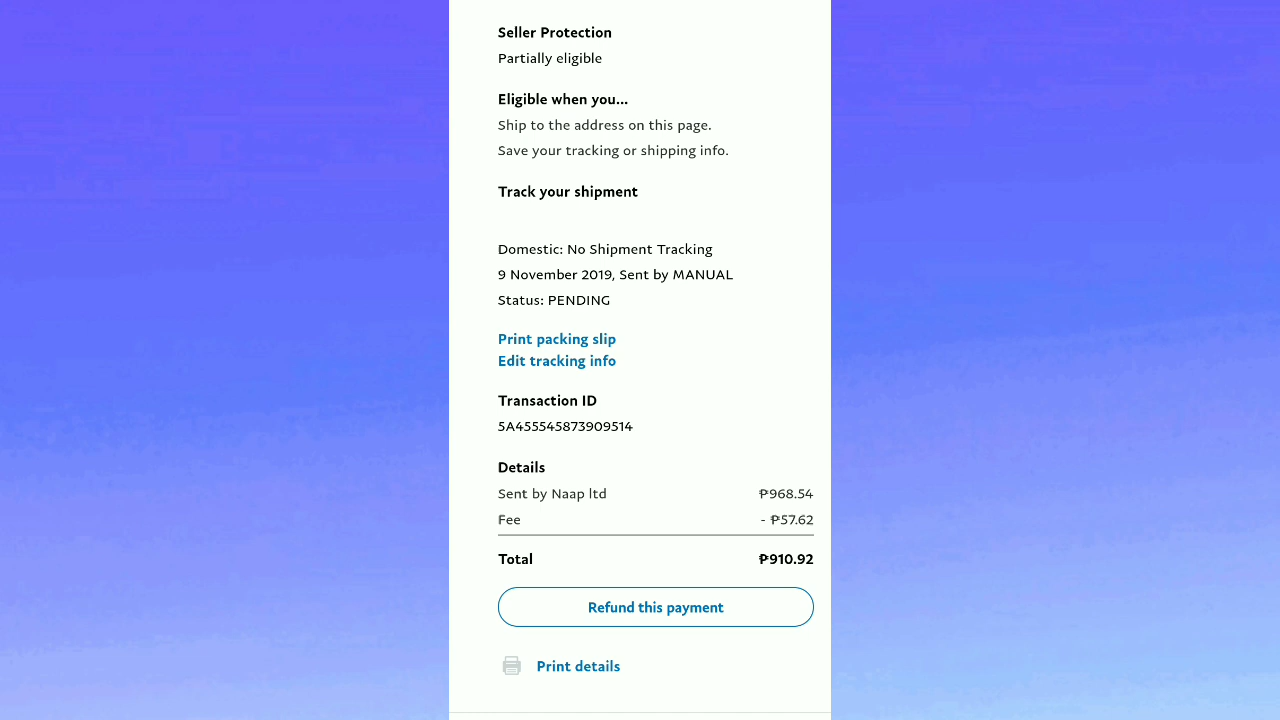 Seller Protection
Partially eligible
Eligible when you...
Ship to the address on this page.
Save your tracking or shipping info.
Track your shipment
Domestic: No Shipment Tracking
9 November 2019, Sent by MANUAL
Status: PENDING
Print packing slip
Edit tracking info
Transaction ID
5A455545873909514
Details
Sent by Naap ltd ₱968.54
Fee - ₱57.62
Total ₱910.92
Refund this payment
Print details